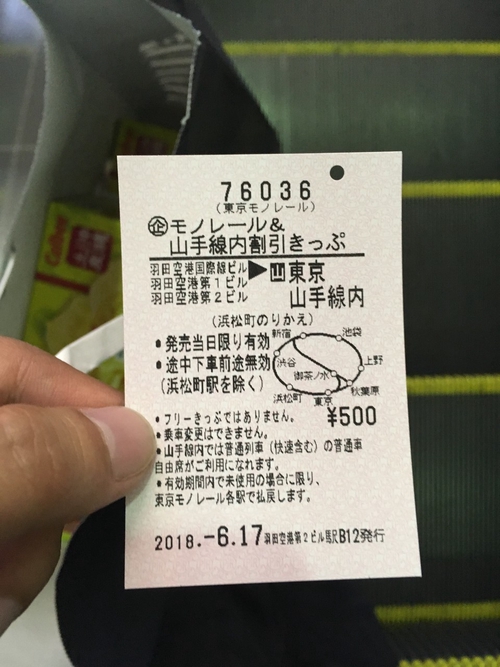 76036
(東京モノレール)
企 モノレール&
山手線内割引きっぷ
羽田空港国際線ビル
羽田空港第1ビル
羽田空港第2ビル
▶ 山 東京
山手線内
(浜松町のりかえ)
• 発売当日限り有効
• 途中下車前途無効
(浜松町駅を除く)
新宿
池袋
渋谷
上野
御茶ノ水
秋葉原
浜松町
東京
¥500
• フリーきっぷではありません。
• 乗車変更はできません。
• 山手線内では普通列車(快速含む)の普通車
自由席がご利用になれます。
• 有効期間内で未使用の場合に限り、
東京モノレール各駅で払戻します。
2018.-6.17 羽田空港第2ビル馬沢B12発行
Calbee